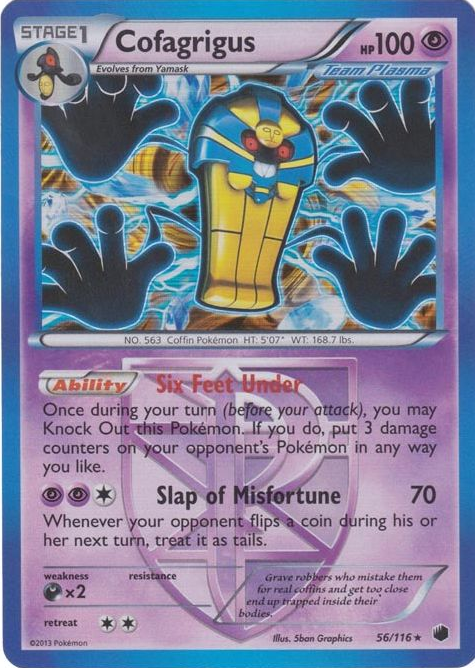 STAGE1
Cofagrigus
HP100
Evolves from Yamask
Team Plasma
NO. 563 Coffin Pokémon HT: 5'07" WT: 168.7 lbs.
Ability Six Feet Under
Once during your turn (before your attack), you may
Knock Out this Pokémon. If you do, put 3 damage
counters on your opponent's Pokémon in any way
you like.
Slap of Misfortune 70
Whenever your opponent flips a coin during his or
her next turn, treat it as tails.
weakness resistance
×2
retreat
Grave robbers who mistake them
for real coffins and get too close
end up trapped inside their
bodies.
©2013 Pokémon
Illus. 5ban Graphics
56/116 ★